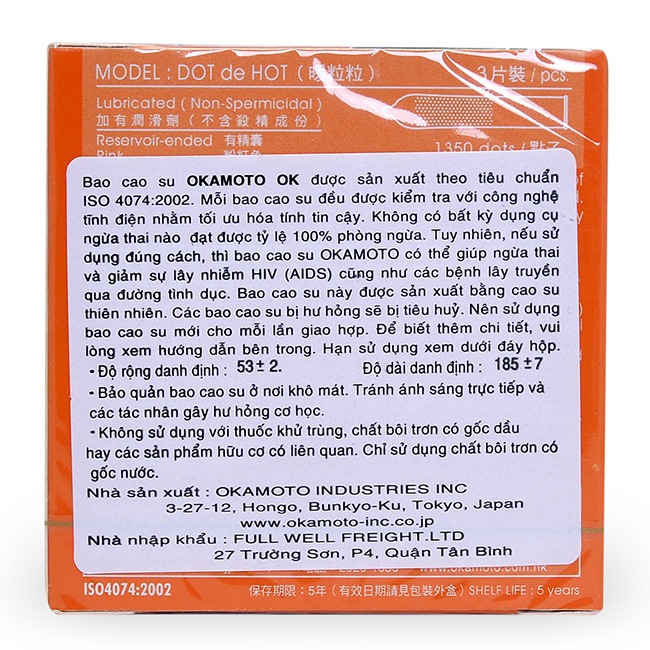 MODEL : DOT de HOT ( 暖粒粒 ) 3片裝 / pcs.
Lubricated ( Non-Spermicidal )
加有潤滑劑 ( 不含殺精成份 )
Reservoir-ended 有精囊
Pink 粉紅色 1350 dots / 點子
Bao cao su OKAMOTO OK được sản xuất theo tiêu chuẩn
ISO 4074:2002. Mỗi bao cao su đều được kiểm tra với công nghệ
tĩnh điện nhằm tối ưu hóa tính tin cậy. Không có bất kỳ dụng cụ
ngừa thai nào đạt được tỷ lệ 100% phòng ngừa. Tuy nhiên, nếu sử
dụng đúng cách, thì bao cao su OKAMOTO có thể giúp ngừa thai
và giảm sự lây nhiễm HIV (AIDS) cũng như các bệnh lây truyền
qua đường tình dục. Bao cao su này được sản xuất bằng cao su
thiên nhiên. Các bao cao su bị hư hỏng sẽ bị tiêu huỷ. Nên sử dụng
bao cao su mới cho mỗi lần giao hợp. Để biết thêm chi tiết, vui
lòng xem hướng dẫn bên trong. Hạn sử dụng xem dưới đáy hộp.
• Độ rộng danh định : 53± 2. Độ dài danh định : 185 ±7
• Bảo quản bao cao su ở nơi khô mát. Tránh ánh sáng trực tiếp và
các tác nhân gây hư hỏng cơ học.
• Không sử dụng với thuốc khử trùng, chất bôi trơn có gốc dầu
hay các sản phẩm hữu cơ có liên quan. Chỉ sử dụng chất bôi trơn có
gốc nước.
Nhà sản xuất : OKAMOTO INDUSTRIES INC
3-27-12, Hongo, Bunkyo-Ku, Tokyo, Japan
www.okamoto-inc.co.jp
Nhà nhập khẩu : FULL WELL FREIGHT.LTD
27 Trường Sơn, P4, Quận Tân Bình
ISO4074:2002 保存期限 : 5年 ( 有效日期請見包裝外盒 ) SHELF LIFE : 5 years